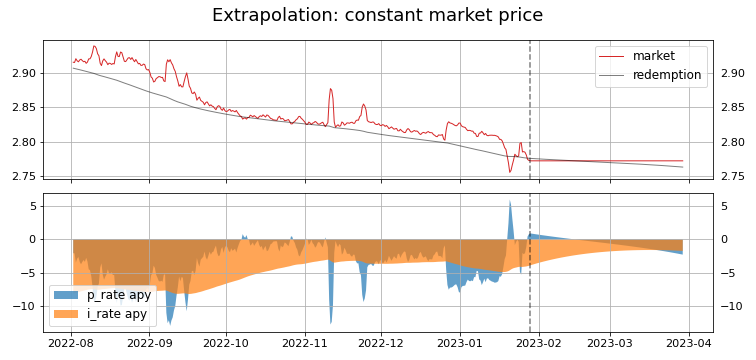 Extrapolation: constant market price
market
redemption
2.90 2.90
2.85 2.85
2.80 2.80
2.75 2.75
5 5
0 0
−5 −5
−10 −10
p_rate apy
i_rate apy
2022-08 2022-09 2022-10 2022-11 2022-12 2023-01 2023-02 2023-03 2023-04